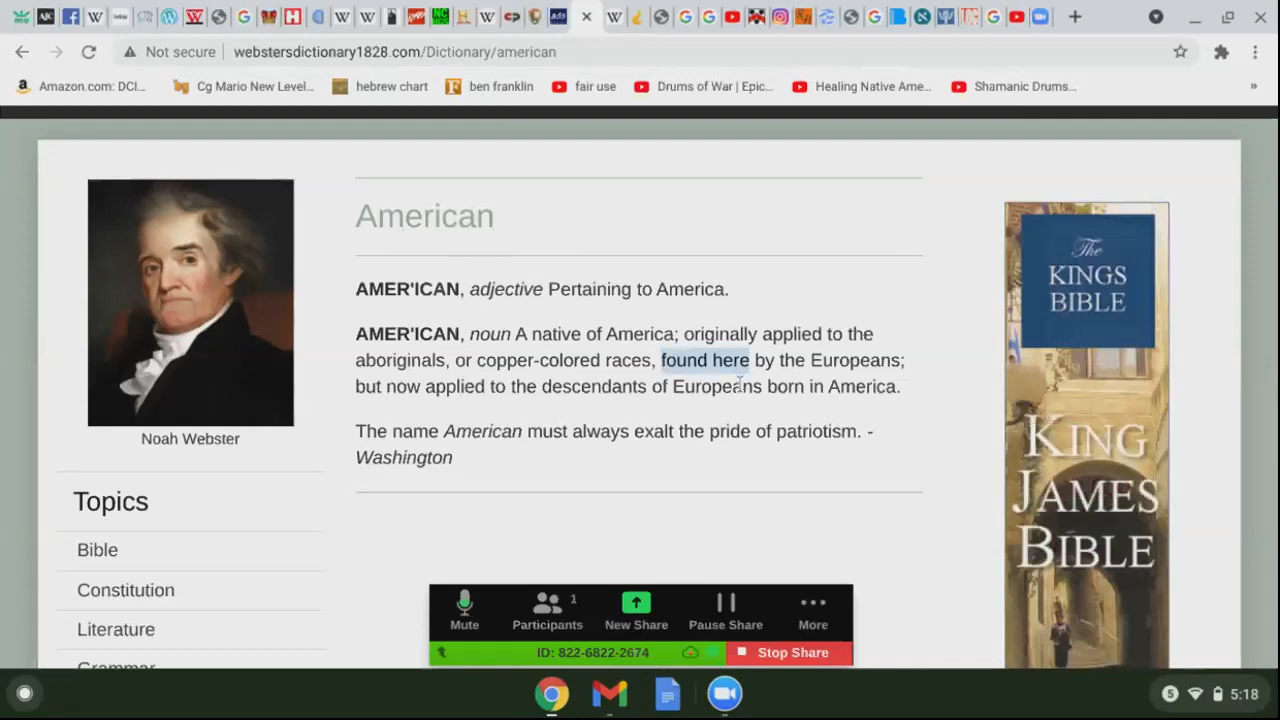 Not secure
webstersdictionary1828.com/Dictionary/american
Amazon.com: DCI...
Cg Mario New Level...
hebrew chart
ben franklin
fair use
Drums of War | Epic...
Healing Native Ame...
Shamanic Drums...
»
American
AMER'ICAN, adjective Pertaining to America.
AMER'ICAN, noun A native of America; originally applied to the
aboriginals, or copper-colored races, found here by the Europeans;
but now applied to the descendants of Europeans born in America.
The name American must always exalt the pride of patriotism. -
Washington
Noah Webster
Topics
Bible
Constitution
Literature
Grammar
The
KINGS
BIBLE
KING
JAMES
BIBLE
Mute
Participants
1
New Share
Pause Share
More
ID: 822-6822-2674
Stop Share
5
5:18